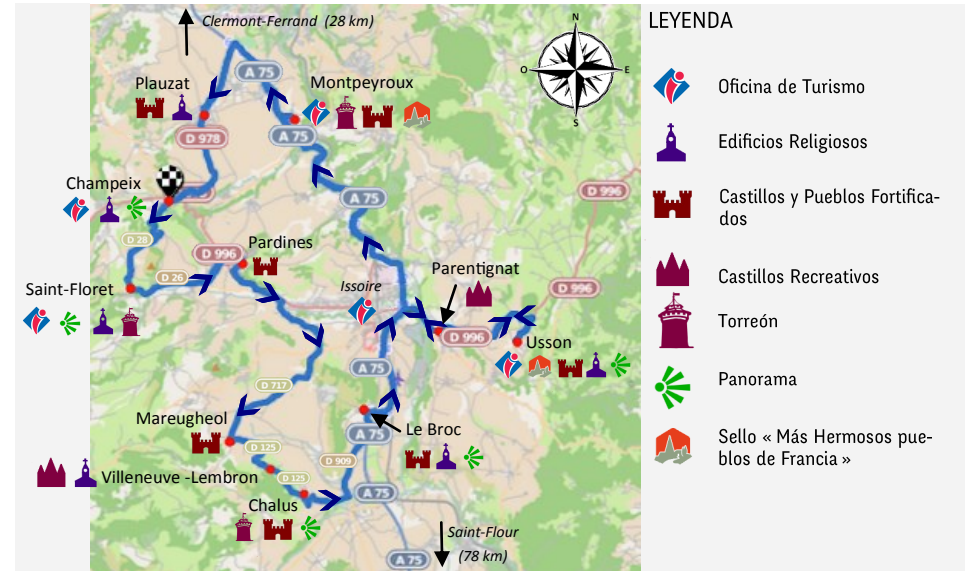 Clermont-Ferrand (28 km)
LEYENDA
N
O
E
S
A 75
Plauzat
Montpeyroux
Oficina de Turismo
D 978
A 75
Edificios Religiosos
Champeix
A 75
D 996
Castillos y Pueblos Fortifica-
dos
D 28
D 996
Pardines
D 26
Parentignat
Castillos Recreativos
Saint-Floret
Issoire
D 996
Torreón
D 996
Usson
A 75
Panorama
D 717
Mareugheol
Le Broc
A 75
Sello « Más Hermosos pue-
blos de Francia »
D 125
D 909
Villeneuve -Lembron
D 125
A 75
Chalus
Saint-Flour
(78 km)
A 75